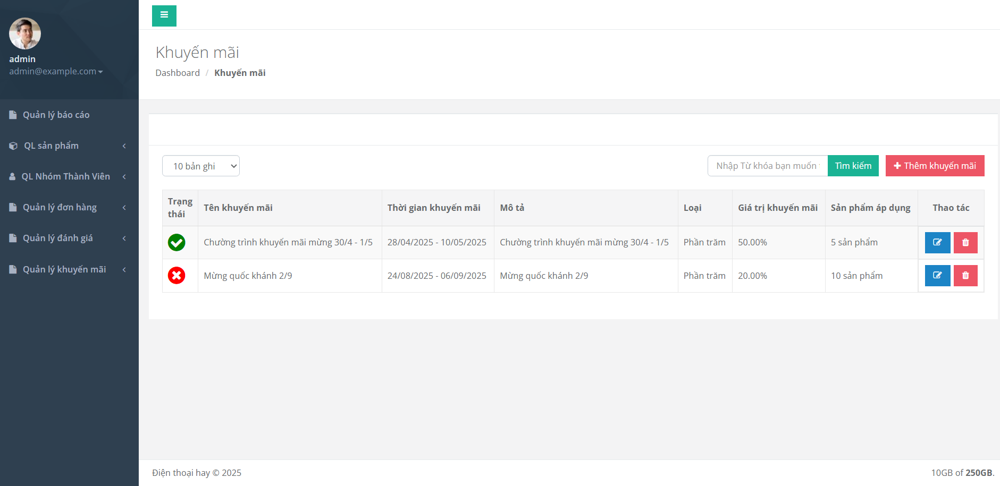 admin
admin@example.com
Quản lý báo cáo
QL sản phẩm
QL Nhóm Thành Viên
Quản lý đơn hàng
Quản lý đánh giá
Quản lý khuyến mãi
Khuyến mãi
Dashboard / Khuyến mãi
10 bản ghi
Nhập Từ khóa bạn muốn
Tìm kiếm
Thêm khuyến mãi
Trạng thái Tên khuyến mãi Thời gian khuyến mãi Mô tả Loại Giá trị khuyến mãi Sản phẩm áp dụng Thao tác
Chường trình khuyến mãi mừng 30/4 - 1/5 28/04/2025 - 10/05/2025 Chường trình khuyến mãi mừng 30/4 - 1/5 Phần trăm 50.00% 5 sản phẩm
Mừng quốc khánh 2/9 24/08/2025 - 06/09/2025 Mừng quốc khánh 2/9 Phần trăm 20.00% 10 sản phẩm
Điện thoại hay © 2025
10GB of 250GB.